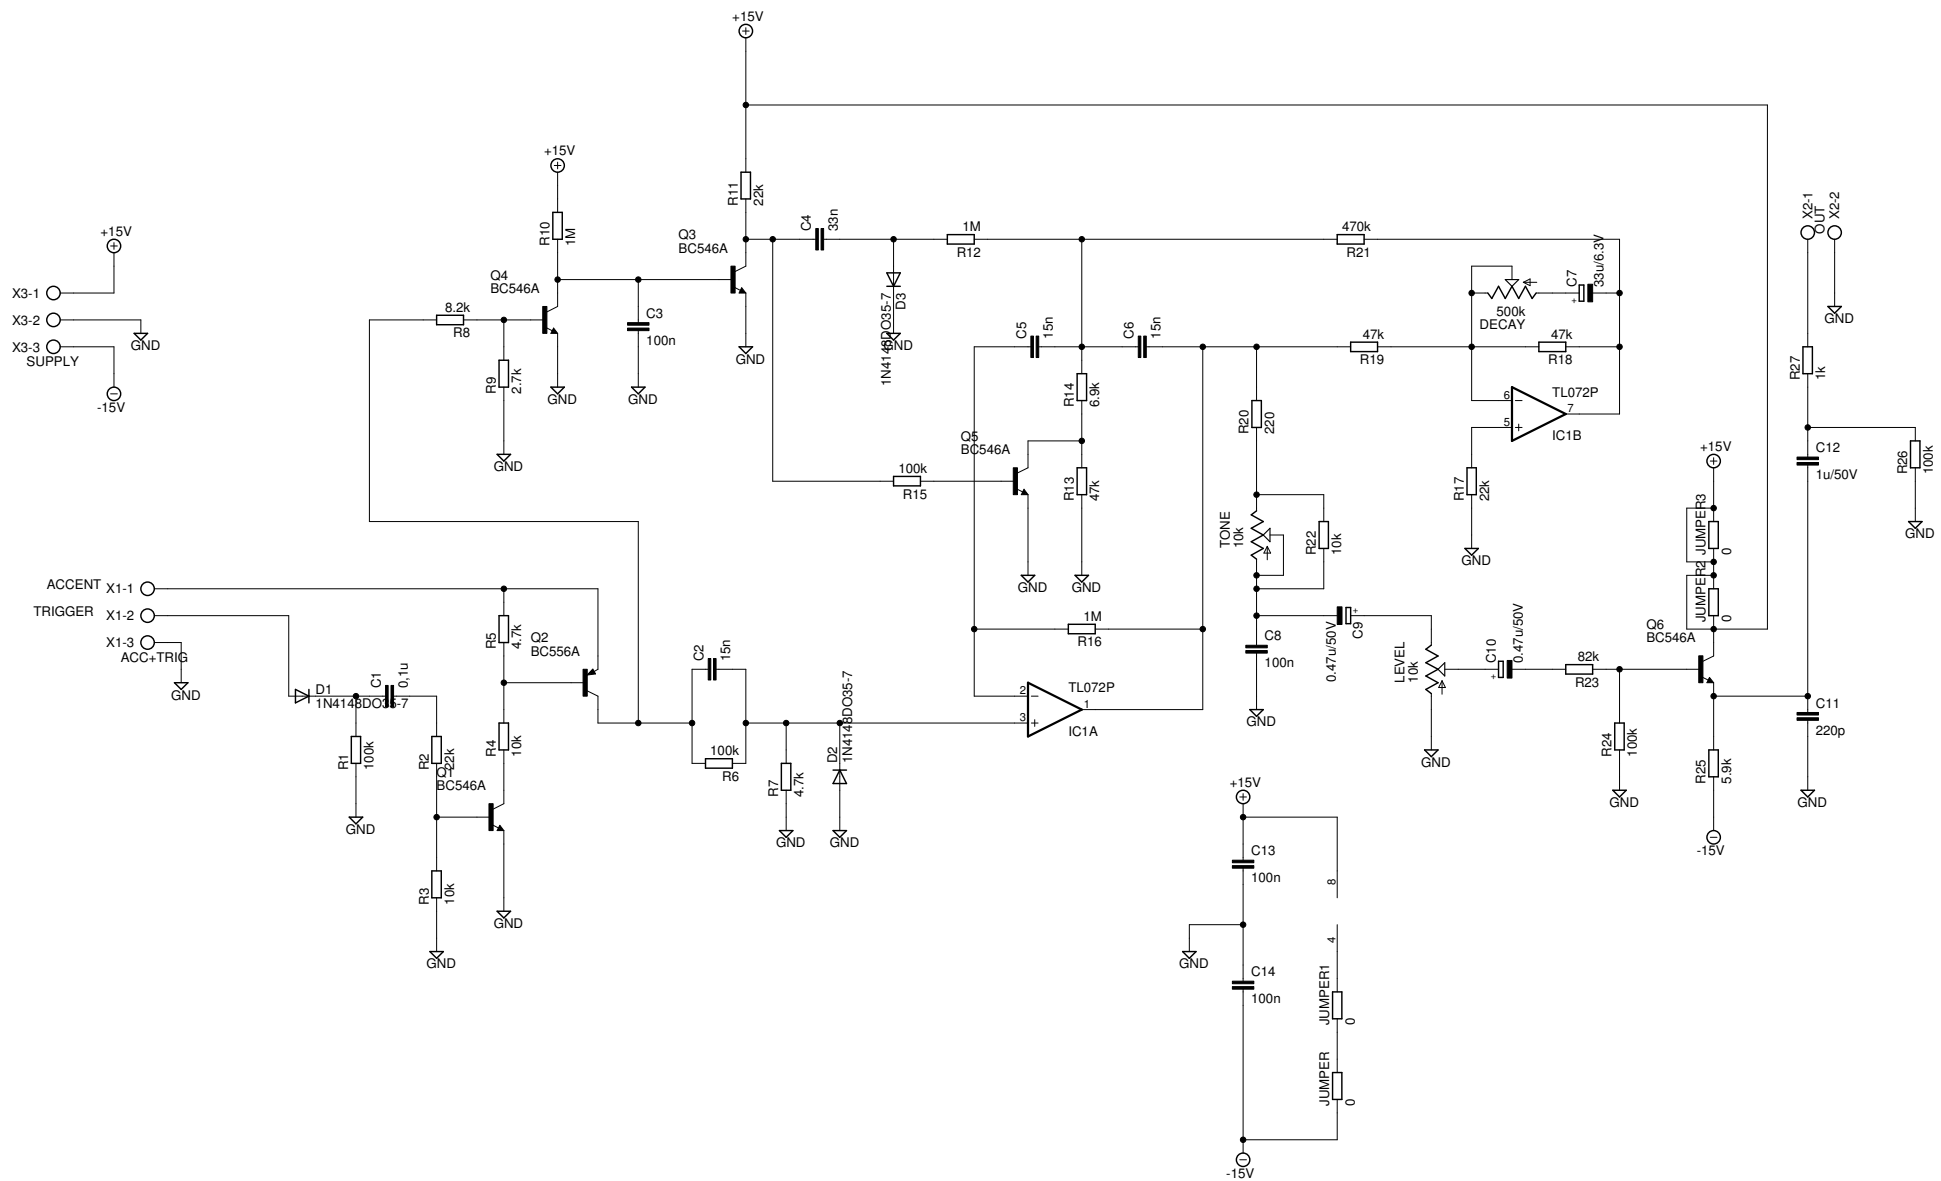 +15V
+15V
R11
22k
R10
1M
C4
33n
1M
R12
470k
R21
X2-1
OUT
X2-2
+15V
Q3
BC546A
C7
33u/6.3V
Q4
BC546A
X3-1
X3-2
X3-3
SUPPLY
GND
-15V
8.2k
R8
C3
100n
1N4148DO35-7
D3
GND
500k
DECAY
GND
C5
15n
C6
15n
47k
R19
47k
R18
GND
R27
1k
R9
2.7k
GND
GND
R14
6.9k
6
5
7
TL072P
IC1B
R20
220
Q5
BC546A
GND
100k
R15
R13
47k
R17
22k
+15V
C12
1u/50V
R26
100k
GND
TONE
10k
R22
10k
GND
JUMPER3
0
GND
GND
ACCENT
X1-1
TRIGGER
X1-2
X1-3
ACC+TRIG
GND
R5
4.7k
Q2
BC556A
C2
15n
1M
R16
JUMPER2
0
C8
100n
0.47u/50V
C9
LEVEL
10k
C10
0.47u/50V
82k
R23
Q6
BC546A
D1
1N4148DO35-7
C1
0,1u
TL072P
2
3
1
IC1A
GND
C11
220p
R1
100k
R2
22k
R4
10k
100k
R6
R7
4.7k
D2
1N4148DO35-7
R24
100k
R25
5.9k
GND
Q1
BC546A
GND
GND
GND
GND
GND
-15V
+15V
C13
100n
8
R3
10k
GND
GND
GND
4
C14
100n
JUMPER1
0
JUMPER
0
-15V